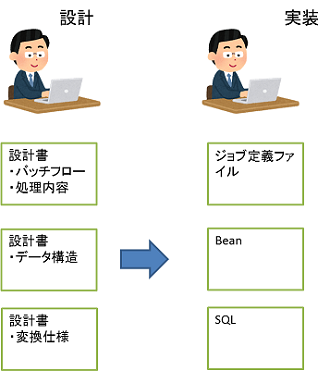 設計
実装
設計書
・バッチフロー
・処理内容
ジョブ定義ファ
イル
設計書
・データ構造
Bean
設計書
・変換仕様
SQL